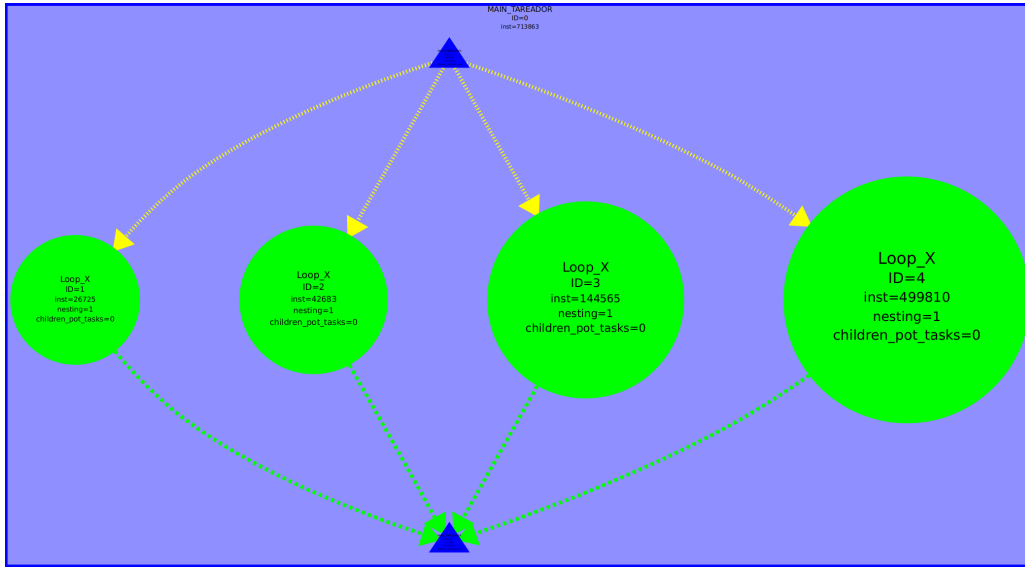 MAIN_TAREADOR
ID=0
inst=713863
Loop_X
ID=1
inst=26725
nesting=1
children_pot_tasks=0
Loop_X
ID=2
inst=42683
nesting=1
children_pot_tasks=0
Loop_X
ID=3
inst=144565
nesting=1
children_pot_tasks=0
Loop_X
ID=4
inst=499810
nesting=1
children_pot_tasks=0